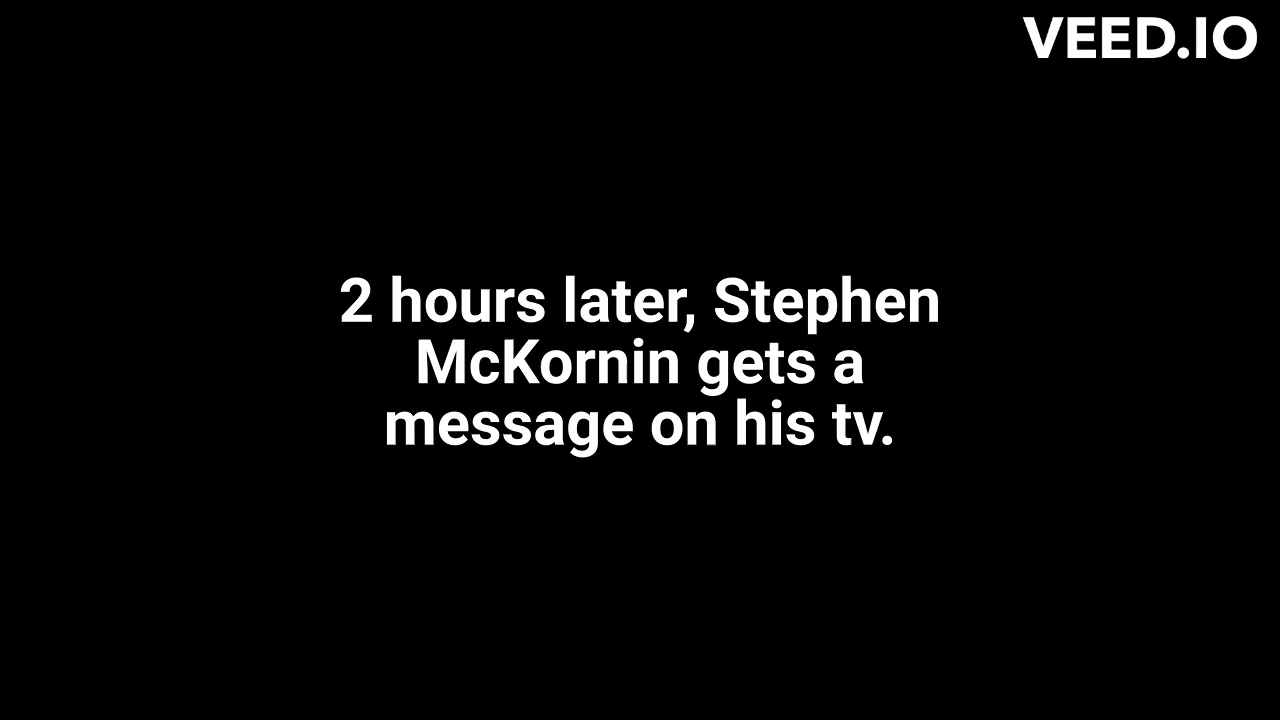 VEED.IO
2 hours later, Stephen
McKornin gets a
message on his tv.